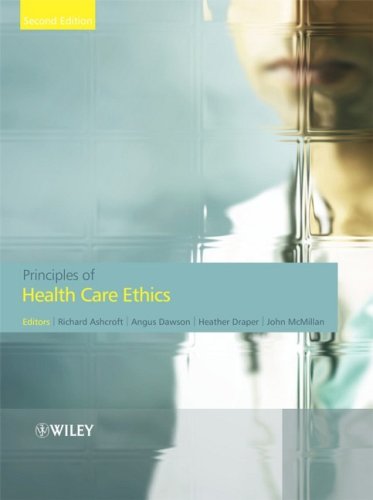 Second Edition
Principles of
Health Care Ethics
Editors | Richard Ashcroft | Angus Dawson | Heather Draper | John McMillan
WILEY